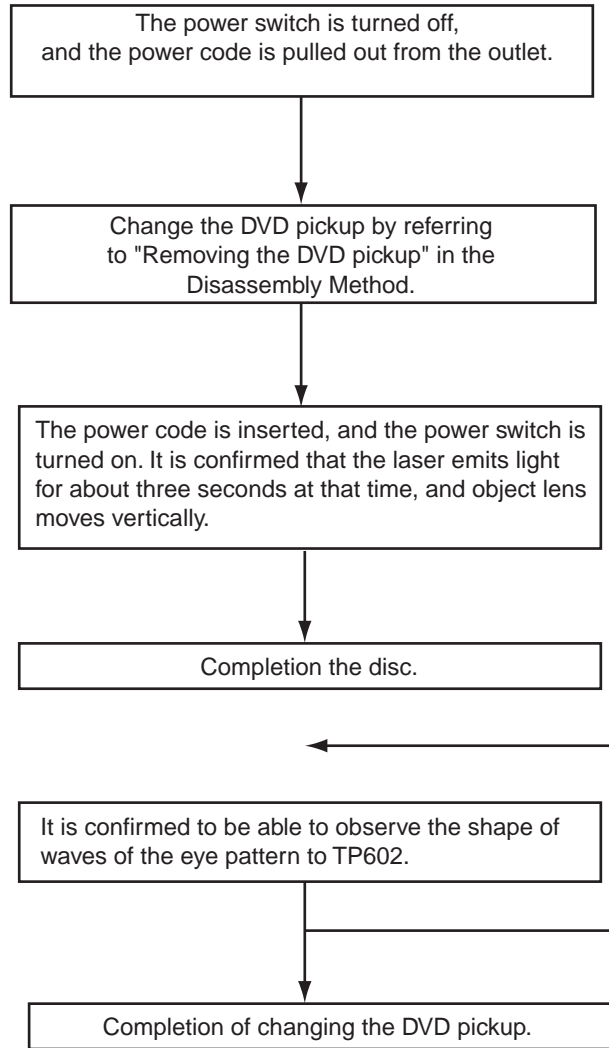 The power switch is turned off,
and the power code is pulled out from the outlet.
Change the DVD pickup by referring
to "Removing the DVD pickup" in the
Disassembly Method.
The power code is inserted, and the power switch is
turned on. It is confirmed that the laser emits light
for about three seconds at that time, and object lens
moves vertically.
Completion the disc.
It is confirmed to be able to observe the shape of
waves of the eye pattern to TP602.
Completion of changing the DVD pickup.